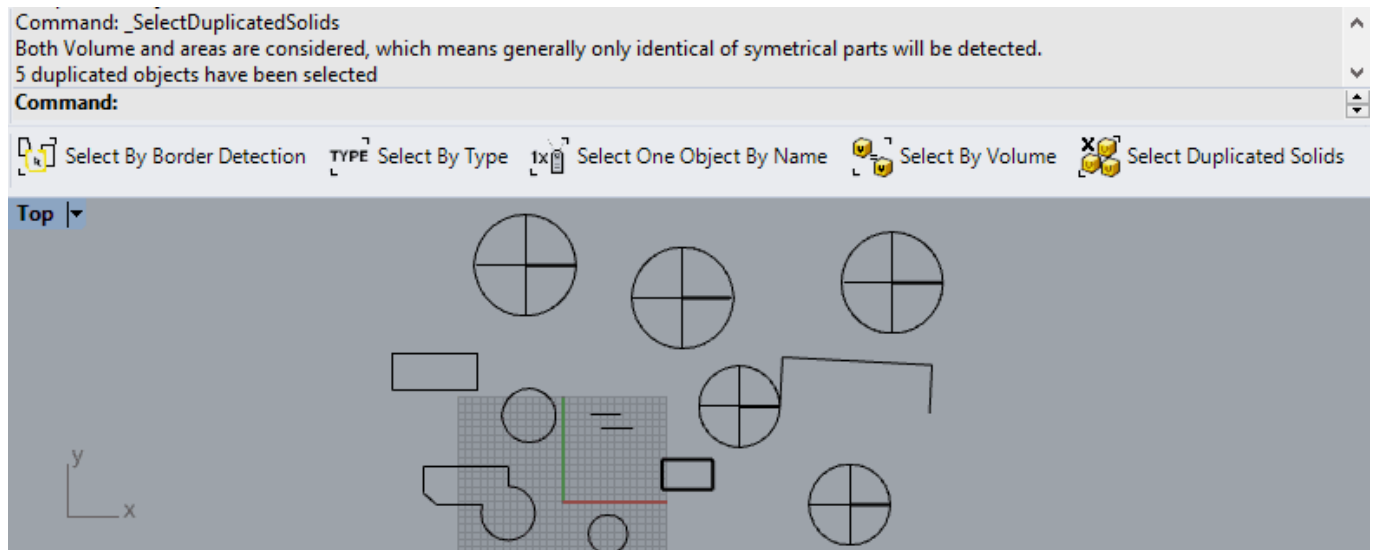 Command: _SelectDuplicatedSolids
Both Volume and areas are considered, which means generally only identical of symetrical parts will be detected.
5 duplicated objects have been selected
Command:
Select By Border Detection TYPE Select By Type 1x Select One Object By Name Select By Volume Select Duplicated Solids
Top
y
x